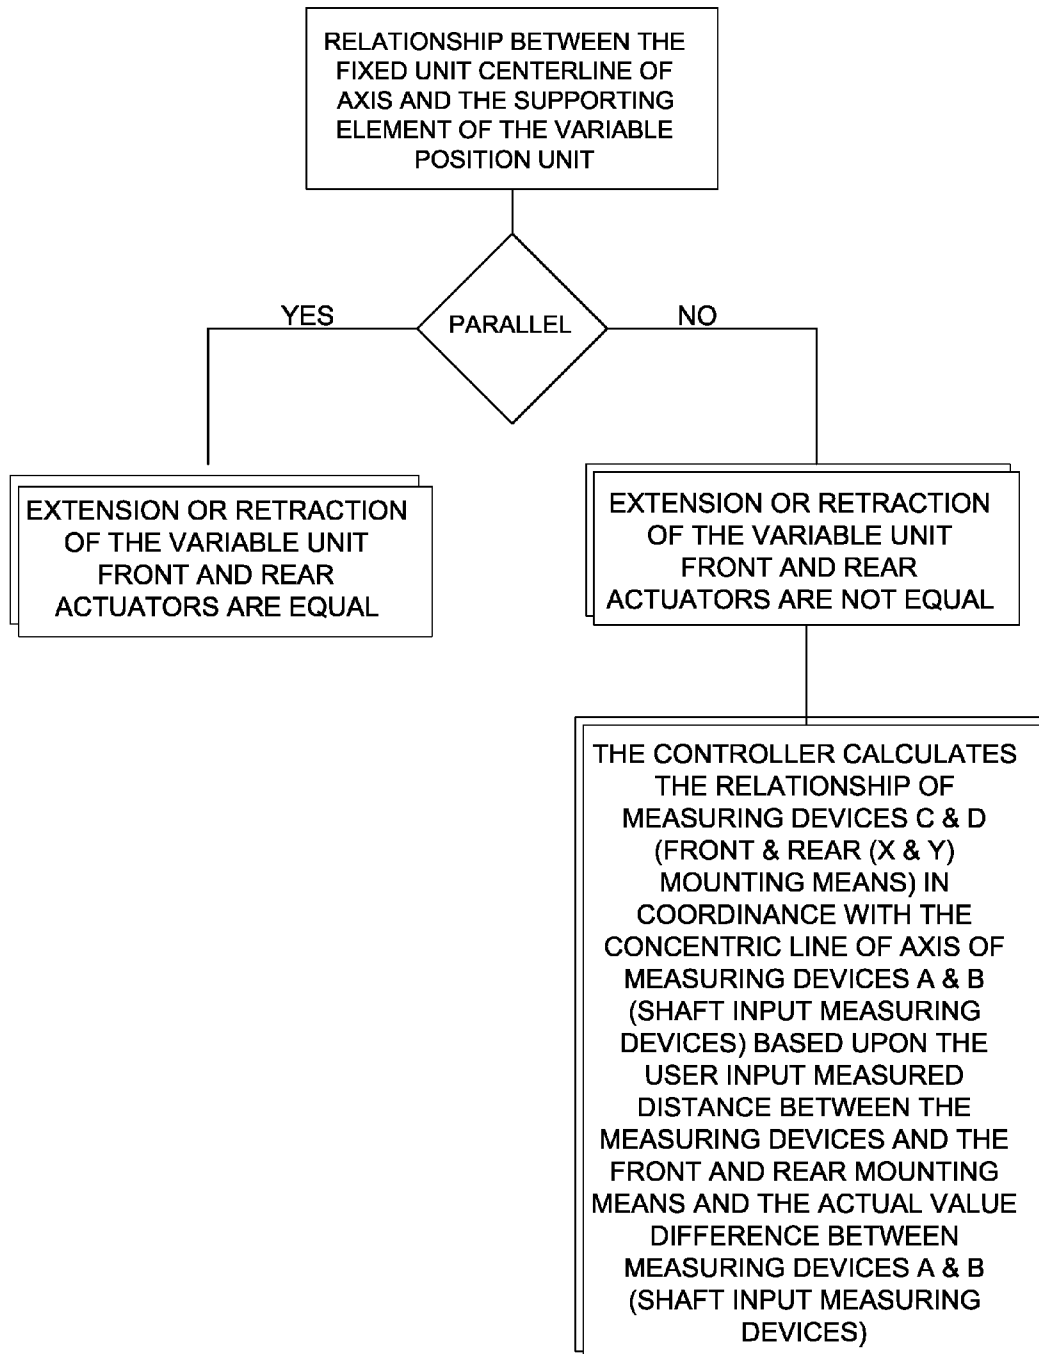 RELATIONSHIP BETWEEN THE
FIXED UNIT CENTERLINE OF
AXIS AND THE SUPPORTING
ELEMENT OF THE VARIABLE
POSITION UNIT
YES
PARALLEL
NO
EXTENSION OR RETRACTION
OF THE VARIABLE UNIT
FRONT AND REAR
ACTUATORS ARE EQUAL
EXTENSION OR RETRACTION
OF THE VARIABLE UNIT
FRONT AND REAR
ACTUATORS ARE NOT EQUAL
THE CONTROLLER CALCULATES
THE RELATIONSHIP OF
MEASURING DEVICES C & D
(FRONT & REAR (X & Y)
MOUNTING MEANS) IN
COORDINANCE WITH THE
CONCENTRIC LINE OF AXIS OF
MEASURING DEVICES A & B
(SHAFT INPUT MEASURING
DEVICES) BASED UPON THE
USER INPUT MEASURED
DISTANCE BETWEEN THE
MEASURING DEVICES AND THE
FRONT AND REAR MOUNTING
MEANS AND THE ACTUAL VALUE
DIFFERENCE BETWEEN
MEASURING DEVICES A & B
(SHAFT INPUT MEASURING
DEVICES)